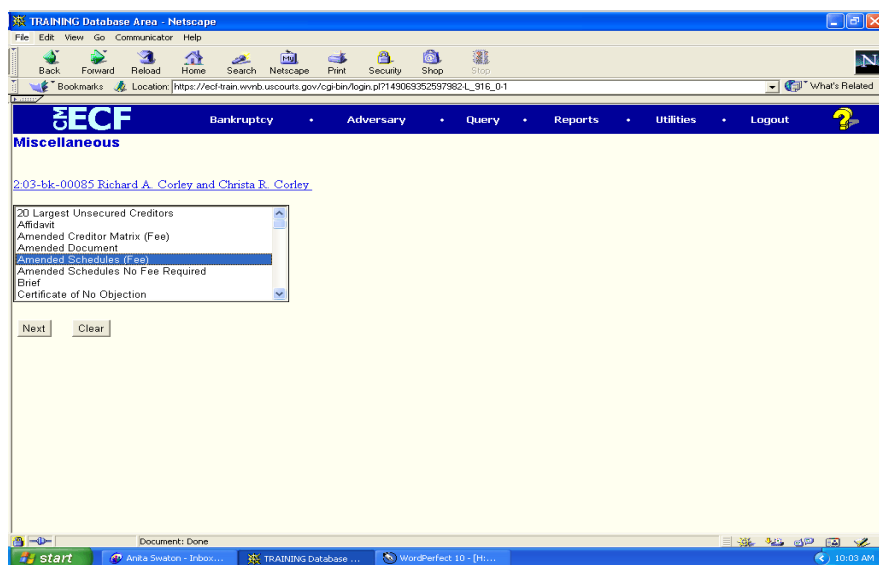 TRAINING Database Area - Netscape
File Edit View Go Communicator Help
Back Forward Reload Home Search Netscape Print Security Shop Stop
My
N
Bookmarks Location: https://ecf-train.wvnb.uscourts.gov/cgi-bin/login.pl?149069352597982-L_916_0-1 What's Related
CM ECF Bankruptcy • Adversary • Query • Reports • Utilities • Logout ?
Miscellaneous
2:03-bk-00085 Richard A. Corley and Christa R. Corley
20 Largest Unsecured Creditors
Affidavit
Amended Creditor Matrix (Fee)
Amended Document
Amended Schedules (Fee)
Amended Schedules No Fee Required
Brief
Certificate of No Objection
Next Clear
Document: Done
start Anita Swaton - Inbox... TRAINING Database ... WordPerfect 10 - [H:... 10:03 AM